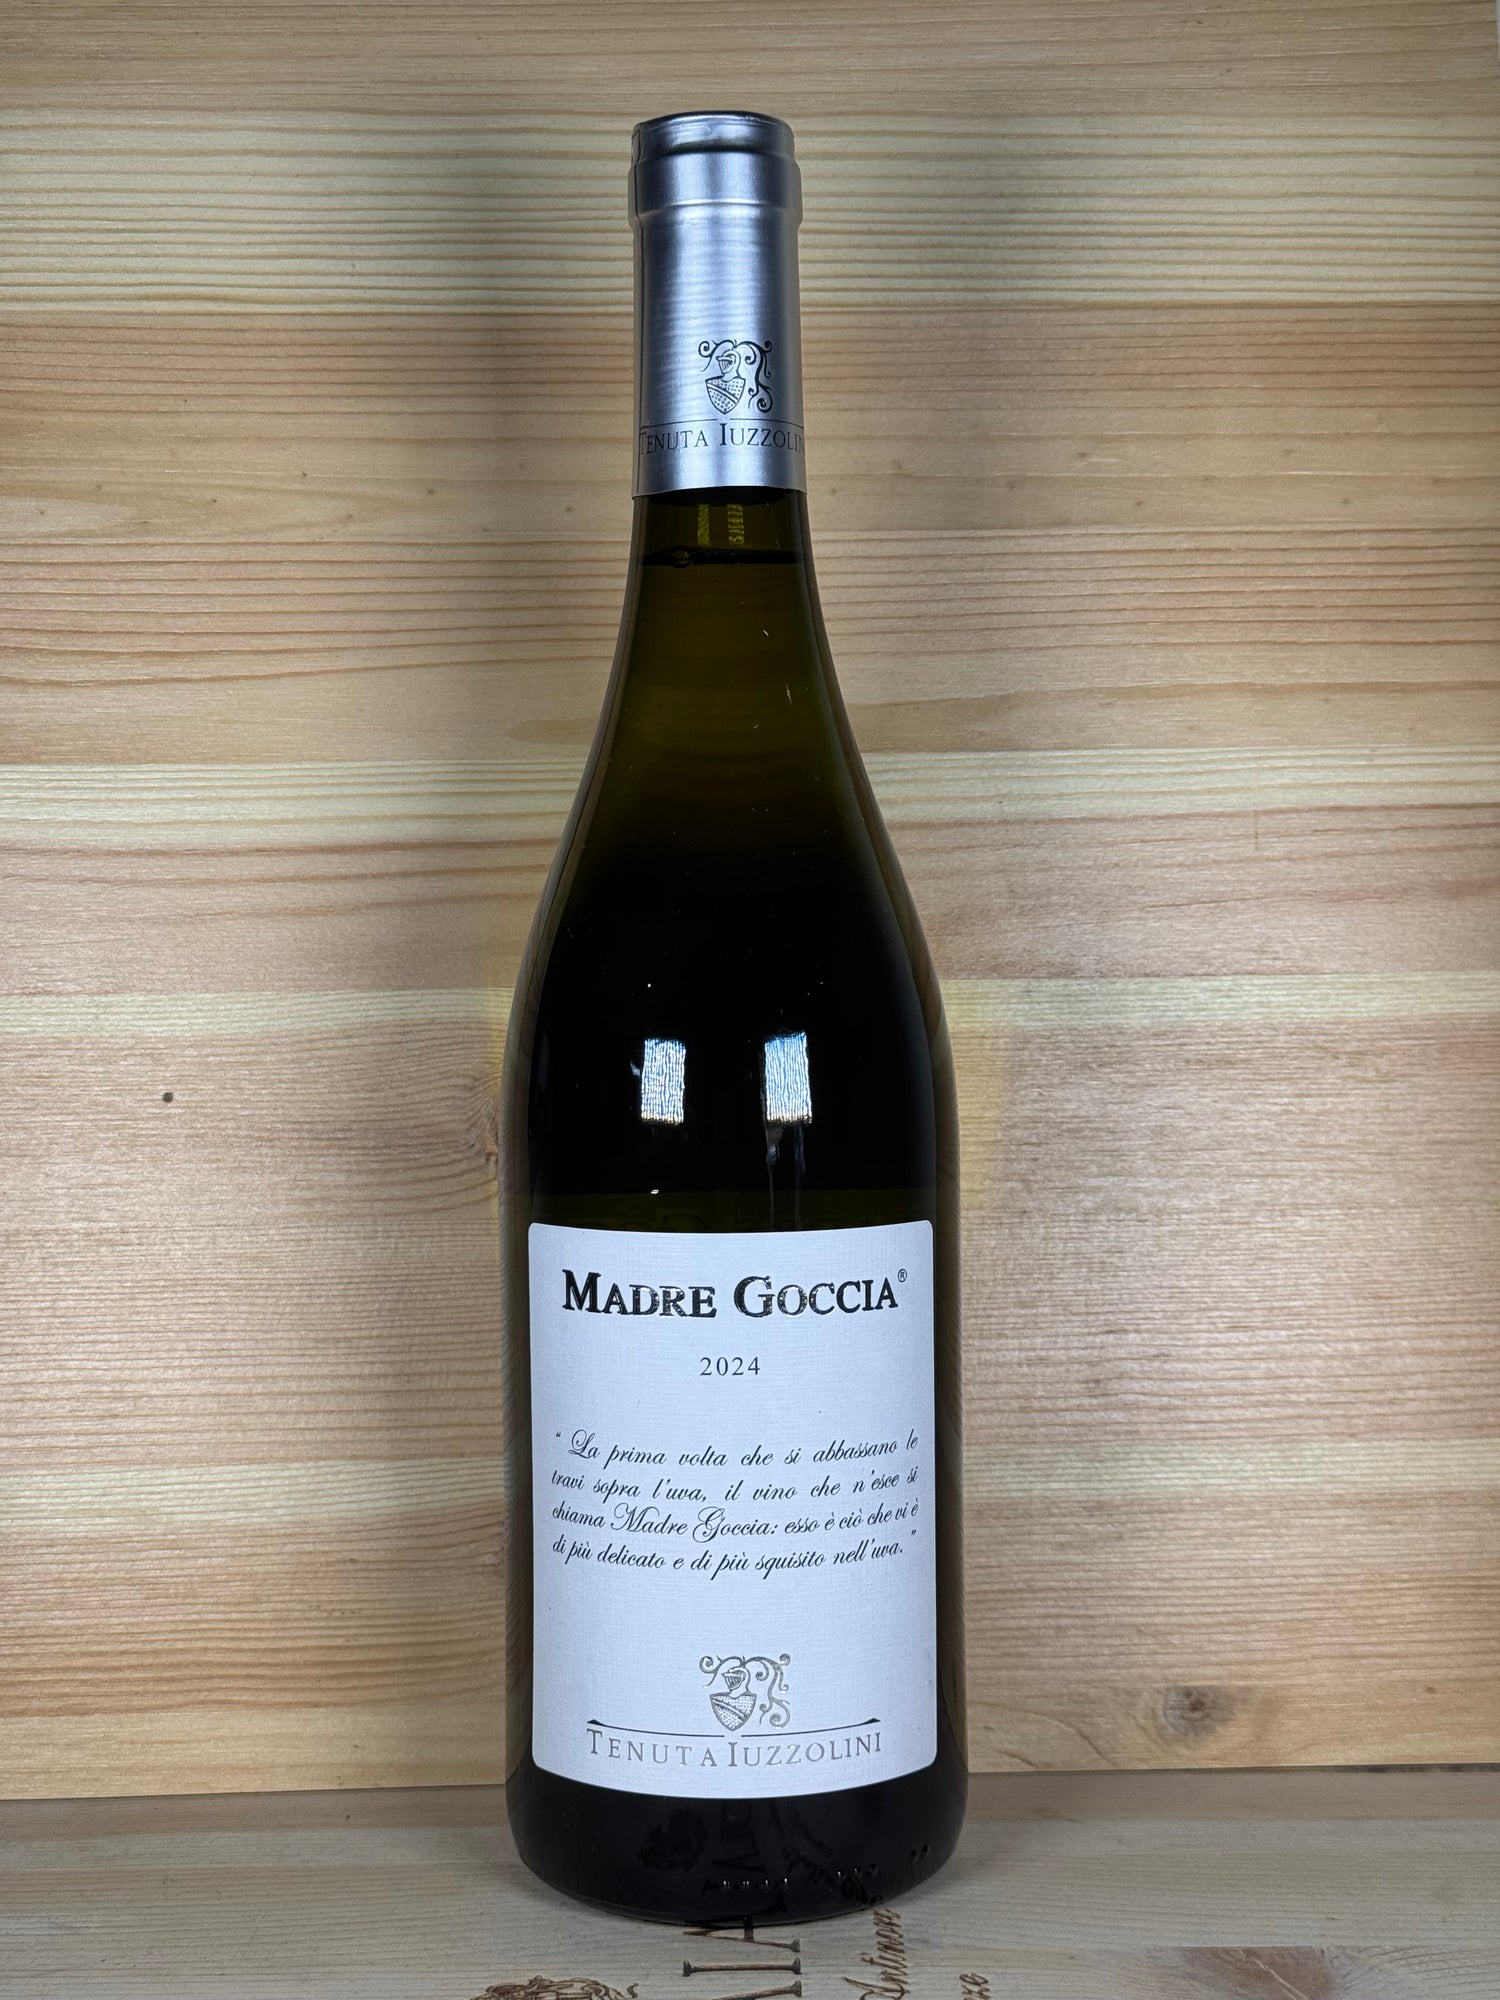 TENUTA IUZZOLINI
MADRE GOCCIA®
2024
“ La prima volta che si abbassano le
travi sopra l'uva, il vino che n'esce si
chiama Madre Goccia: esso è ciò che vi è
di più delicato e di più squisito nell'uva. ”
TENUTA IUZZOLINI
Antinori